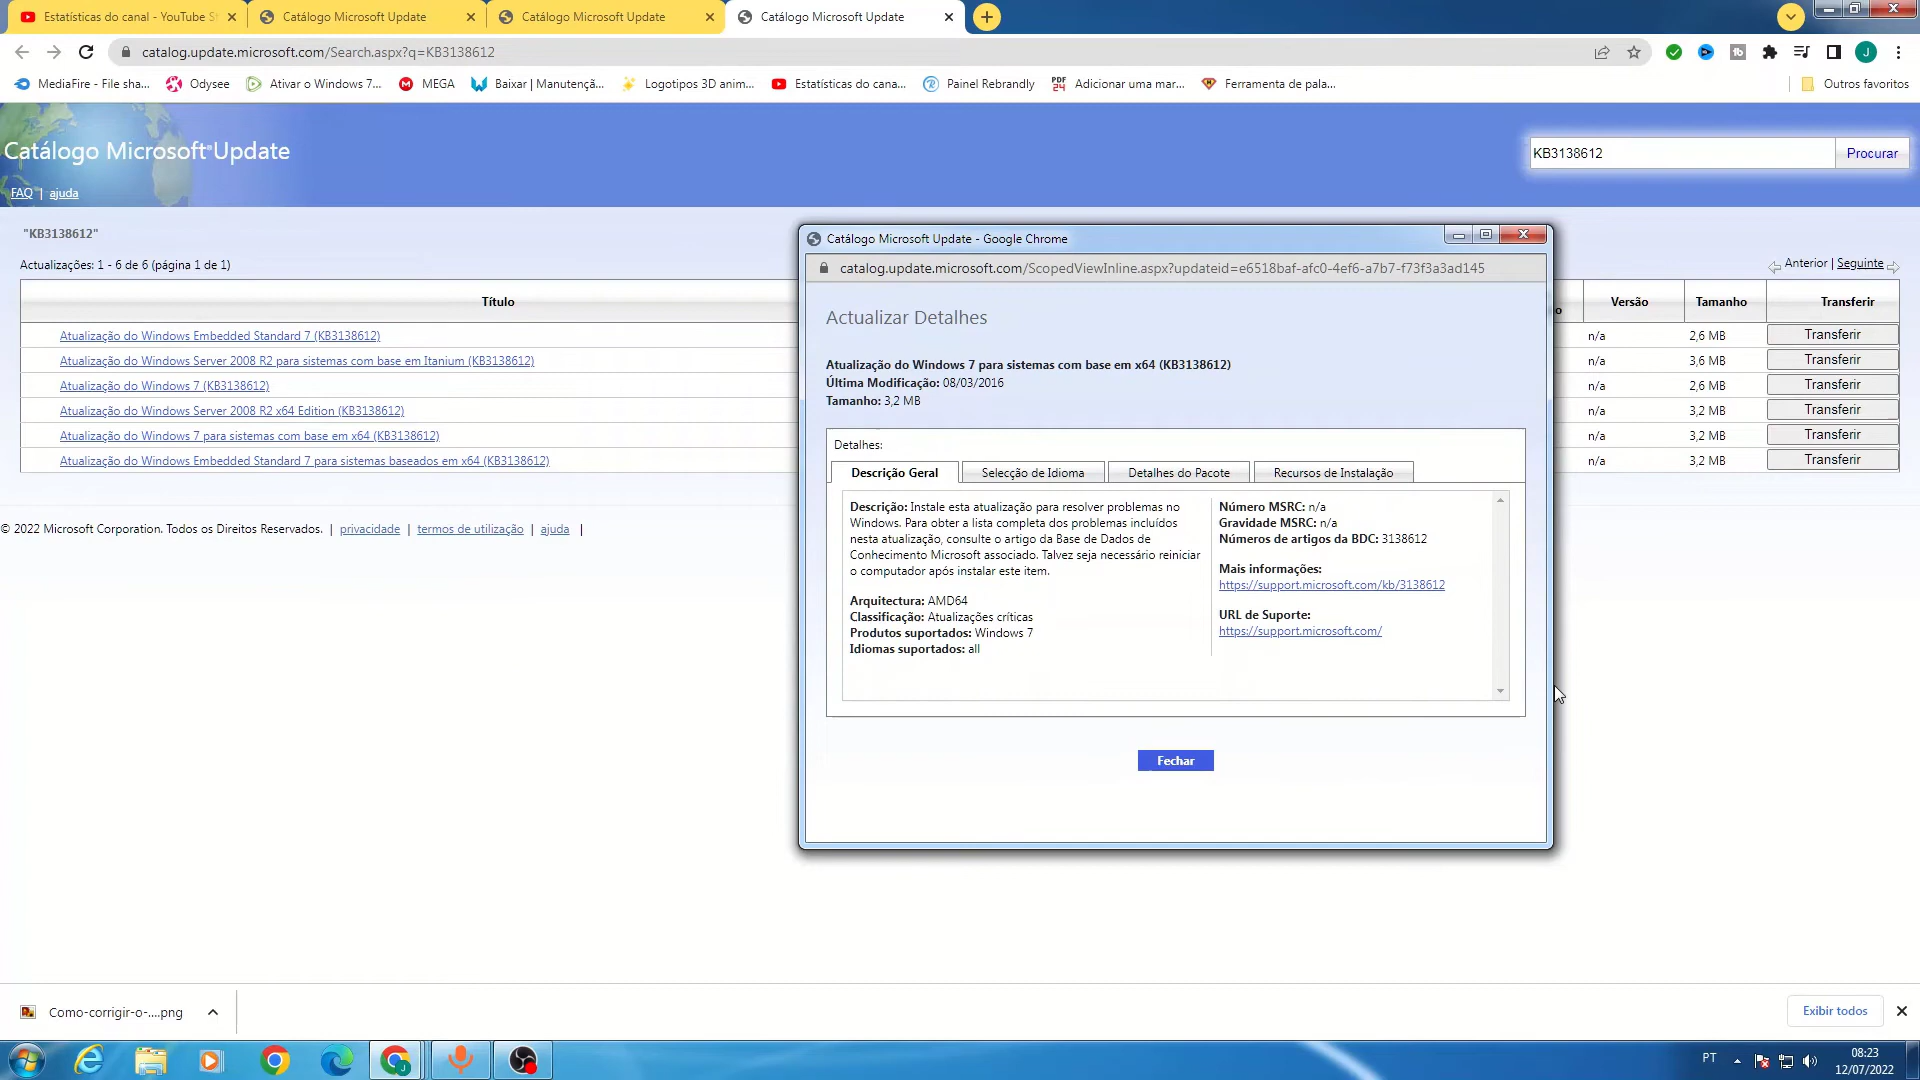 Estatísticas do canal - YouTube S
Catálogo Microsoft Update
Catálogo Microsoft Update
Catálogo Microsoft Update
catalog.update.microsoft.com/Search.aspx?q=KB3138612
J
MediaFire - File sha...
Odysee
Ativar o Windows 7...
MEGA
Baixar | Manutençã...
Logotipos 3D anim...
Estatísticas do cana...
Painel Rebrandly
PDF 24
Adicionar uma mar...
Ferramenta de pala...
Outros favoritos
Catálogo Microsoft Update
FAQ | ajuda
KB3138612
Procurar
"KB3138612"
Actualizações: 1 - 6 de 6 (página 1 de 1)
Anterior | Seguinte
Título
o
Versão
Tamanho
Transferir
Atualização do Windows Embedded Standard 7 (KB3138612)
n/a
2,6 MB
Transferir
Atualização do Windows Server 2008 R2 para sistemas com base em Itanium (KB3138612)
n/a
3,6 MB
Transferir
Atualização do Windows 7 (KB3138612)
n/a
2,6 MB
Transferir
Atualização do Windows Server 2008 R2 x64 Edition (KB3138612)
n/a
3,2 MB
Transferir
Atualização do Windows 7 para sistemas com base em x64 (KB3138612)
n/a
3,2 MB
Transferir
Atualização do Windows Embedded Standard 7 para sistemas baseados em x64 (KB3138612)
n/a
3,2 MB
Transferir
© 2022 Microsoft Corporation. Todos os Direitos Reservados. | privacidade | termos de utilização | ajuda |
Catálogo Microsoft Update - Google Chrome
catalog.update.microsoft.com/ScopedViewInline.aspx?updateid=e6518baf-afc0-4ef6-a7b7-f73f3a3ad145
Actualizar Detalhes
Atualização do Windows 7 para sistemas com base em x64 (KB3138612)
Última Modificação: 08/03/2016
Tamanho: 3,2 MB
Detalhes:
Descrição Geral
Selecção de Idioma
Detalhes do Pacote
Recursos de Instalação
Descrição: Instale esta atualização para resolver problemas no
Windows. Para obter a lista completa dos problemas incluídos
nesta atualização, consulte o artigo da Base de Dados de
Conhecimento Microsoft associado. Talvez seja necessário reiniciar
o computador após instalar este item.
Arquitectura: AMD64
Classificação: Atualizações críticas
Produtos suportados: Windows 7
Idiomas suportados: all
Número MSRC: n/a
Gravidade MSRC: n/a
Números de artigos da BDC: 3138612
Mais informações:
https://support.microsoft.com/kb/3138612
URL de Suporte:
https://support.microsoft.com/
Fechar
Como-corrigir-o-....png
Exibir todos
PT
08:23
12/07/2022